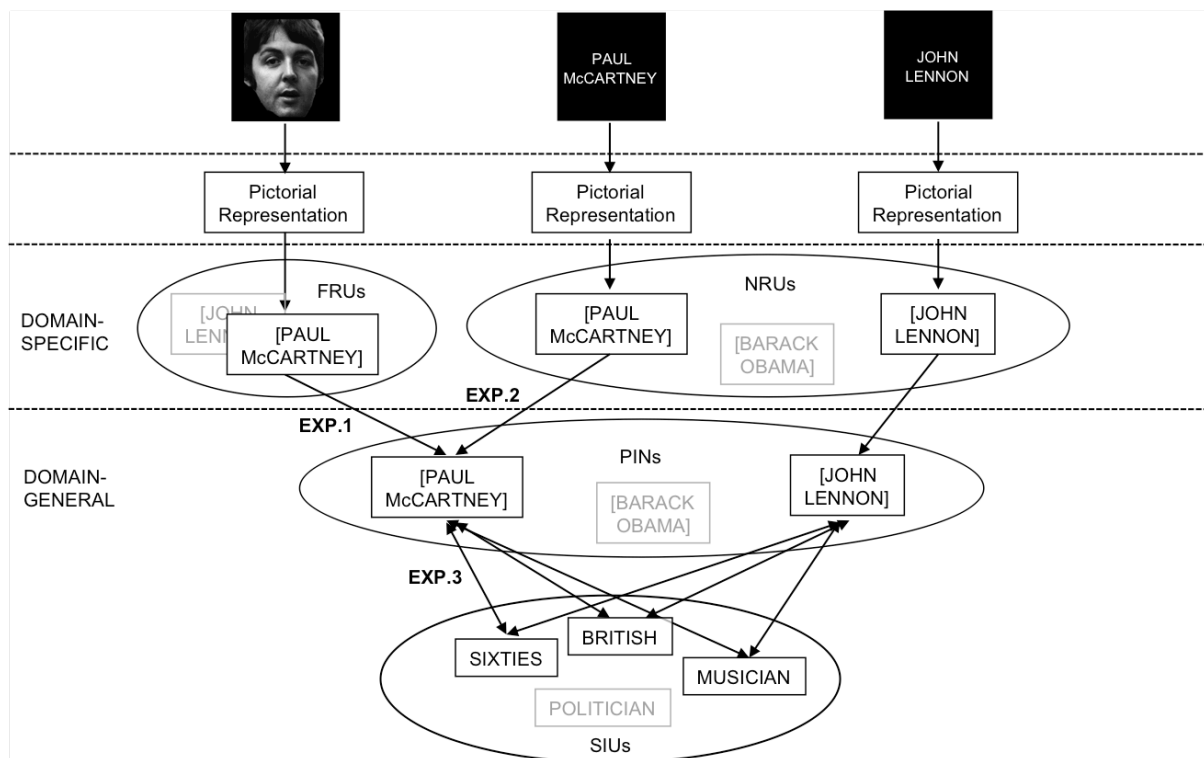 PAUL
McCARTNEY
JOHN
LENNON
Pictorial
Representation
Pictorial
Representation
Pictorial
Representation
DOMAIN-
SPECIFIC
FRUs
[JOHN
[PAUL
McCARTNEY]
NRUs
[PAUL
McCARTNEY]
[BARACK
OBAMA]
[JOHN
LENNON]
EXP.1
EXP.2
DOMAIN-
GENERAL
PINs
[PAUL
McCARTNEY]
[BARACK
OBAMA]
[JOHN
LENNON]
EXP.3
SIXTIES
BRITISH
MUSICIAN
POLITICIAN
SIUs